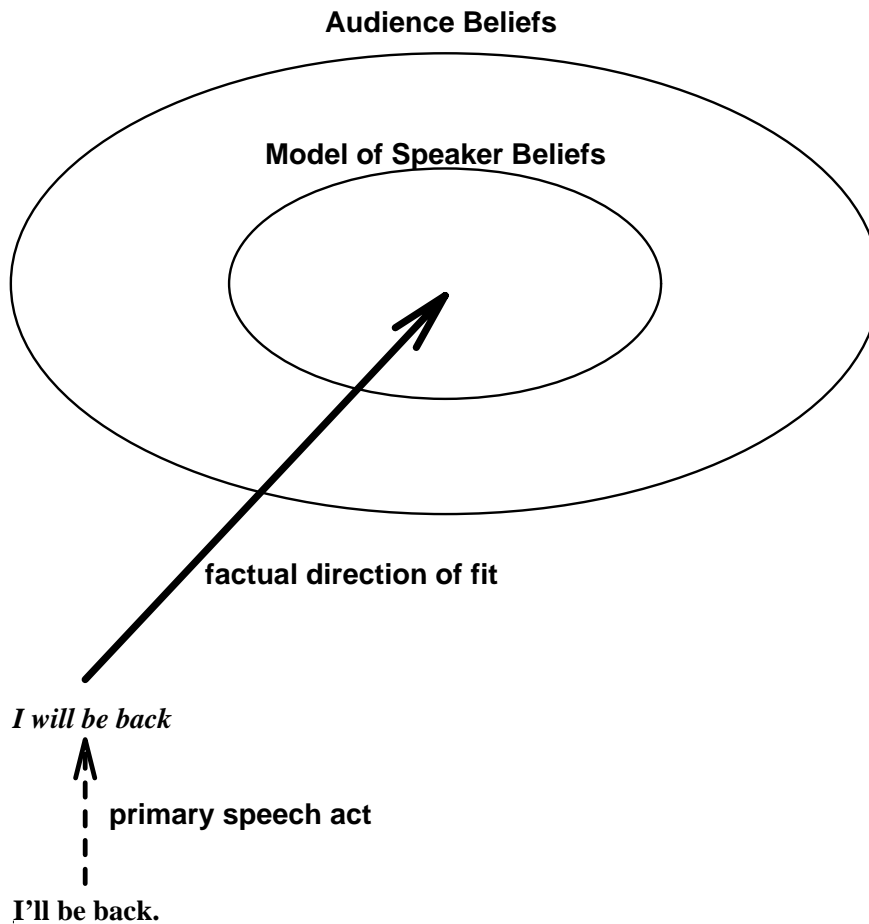 Audience Beliefs
Model of Speaker Beliefs
factual direction of fit
I will be back
primary speech act
I'll be back.